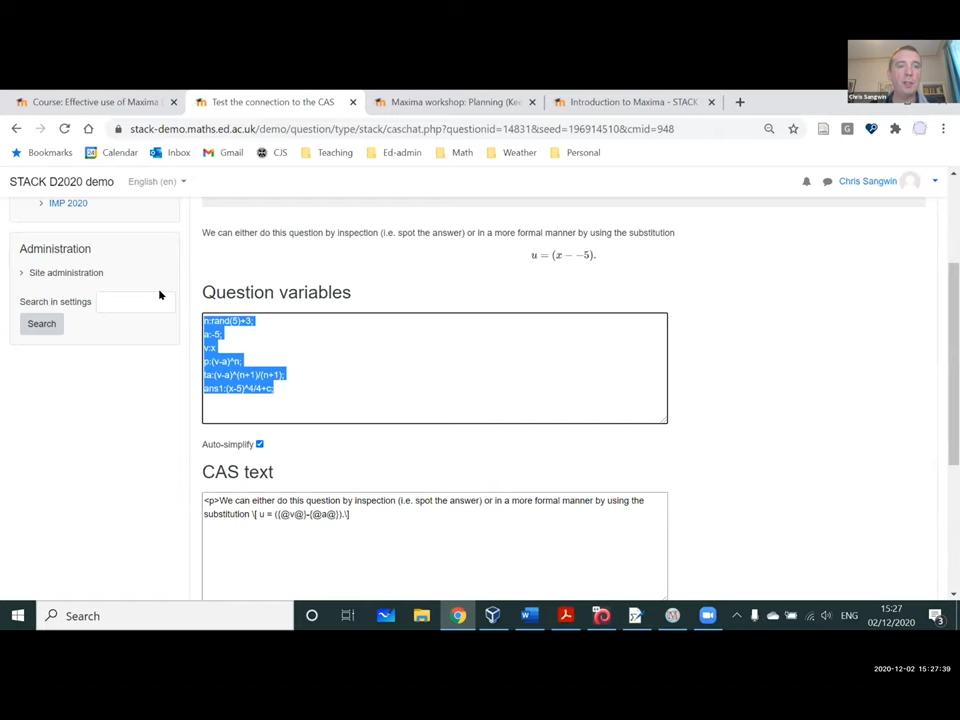 Chris Sangwin
Course: Effective use of Maxima
Test the connection to the CAS
Maxima workshop: Planning (Ke
Introduction to Maxima - STACK
stack-demo.maths.ed.ac.uk/demo/question/type/stack/caschat.php?questionid=14831&seed=196914510&cmid=948
Bookmarks
Calendar
Inbox
Gmail
CJS
Teaching
Ed-admin
Math
Weather
Personal
STACK D2020 demo
English (en)
Chris Sangwin
IMP 2020
Administration
Site administration
Search in settings
Search
We can either do this question by inspection (i.e. spot the answer) or in a more formal manner by using the substitution
u = (x − −5).
Question variables
n:rand(5)+3;
a:-5;
v:x
p:(v-a)^n;
ta:(v-a)^(n+1)/(n+1);
ans1:(x-5)^4/4+c;
Auto-simplify
CAS text
<p>We can either do this question by inspection (i.e. spot the answer) or in a more formal manner by using the
substitution \[ u = ({@v@}-{@a@}).\]
Search
ENG
15:27
02/12/2020
3
2020-12-02 15:27:39